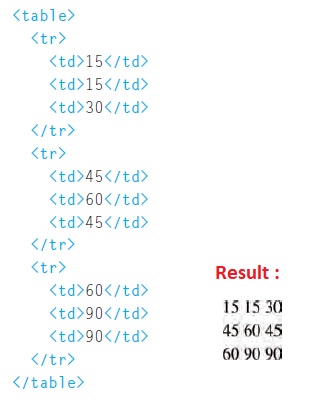 <table>
<tr>
<td>15</td>
<td>15</td>
<td>30</td>
</tr>
<tr>
<td>45</td>
<td>60</td>
<td>45</td>
</tr>
<tr>
<td>60</td>
<td>90</td>
<td>90</td>
</tr>
</table>
Result :
15 15 30
45 60 45
60 90 90